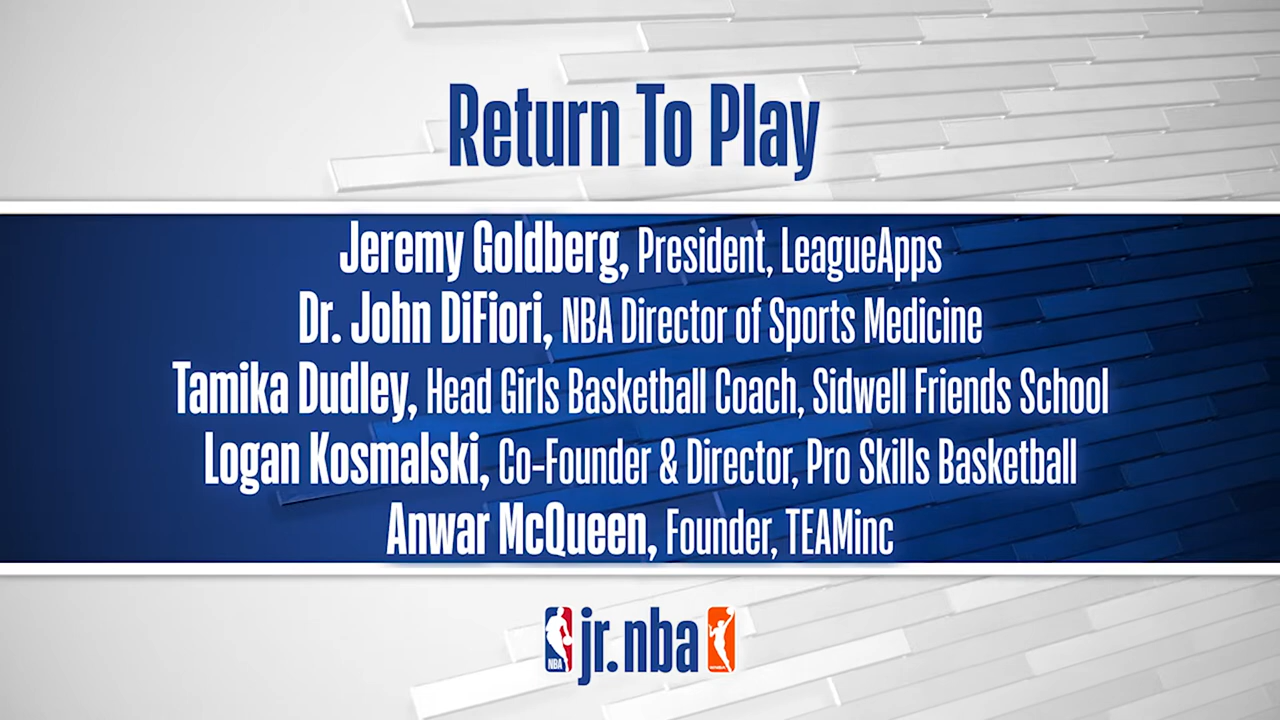 Return To Play
Jeremy Goldberg, President, LeagueApps
Dr. John DiFiori, NBA Director of Sports Medicine
Tamika Dudley, Head Girls Basketball Coach, Sidwell Friends School
Logan Kosmalski, Co-Founder & Director, Pro Skills Basketball
Anwar McQueen, Founder, TEAMinc
NBA jr. nba WNBA